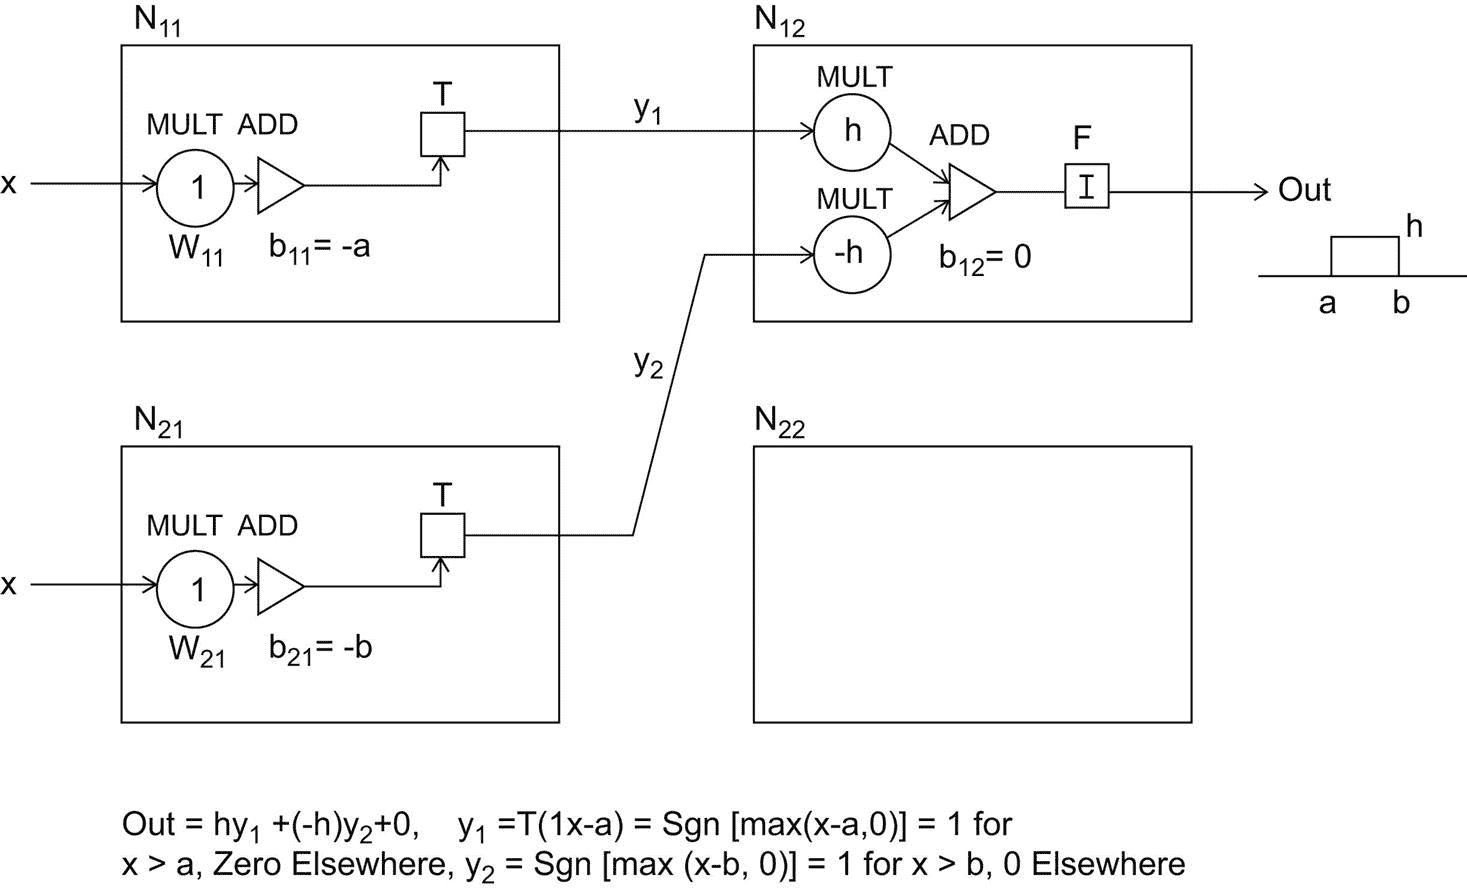 N11
MULT ADD
T
x
1
W11
b11= -a
y1
N12
MULT
h
ADD
F
I
MULT
-h
b12= 0
Out
h
a b
y2
N21
MULT ADD
T
x
1
W21
b21= -b
N22
Out = hy1 +(-h)y2+0, y1 =T(1x-a) = Sgn [max(x-a,0)] = 1 for
x > a, Zero Elsewhere, y2 = Sgn [max (x-b, 0)] = 1 for x > b, 0 Elsewhere